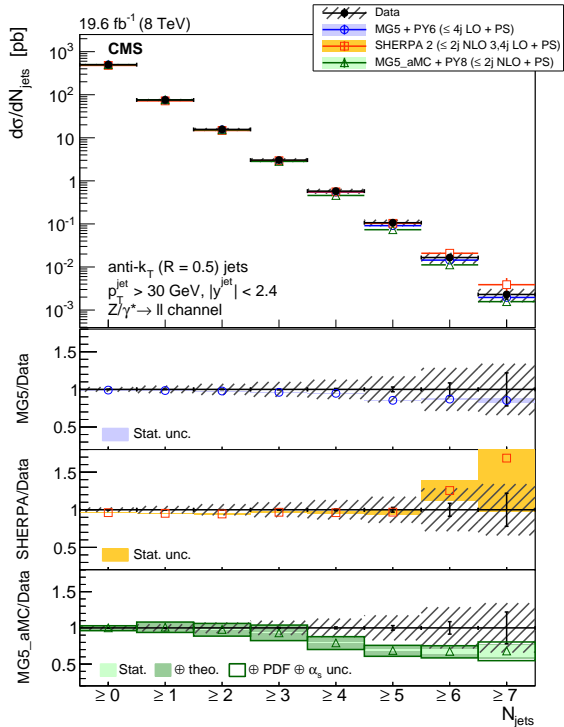 19.6 fb⁻¹ (8 TeV)
Data
MG5 + PY6 (≤ 4j LO + PS)
SHERPA 2 (≤ 2j NLO 3,4j LO + PS)
MG5_aMC + PY8 (≤ 2j NLO + PS)
CMS
dσ/dN_jets [pb]
10³
10²
10
1
10⁻¹
10⁻²
10⁻³
anti-k_T (R = 0.5) jets
p_T^jet > 30 GeV, |y^jet| < 2.4
Z/γ*→ ll channel
MG5/Data
1.5
1
0.5
Stat. unc.
SHERPA/Data
1.5
1
0.5
Stat. unc.
MG5_aMC/Data
1.5
1
0.5
Stat. ⊕ theo. ⊕ PDF ⊕ α_s unc.
≥ 0 ≥ 1 ≥ 2 ≥ 3 ≥ 4 ≥ 5 ≥ 6 ≥ 7
N_jets